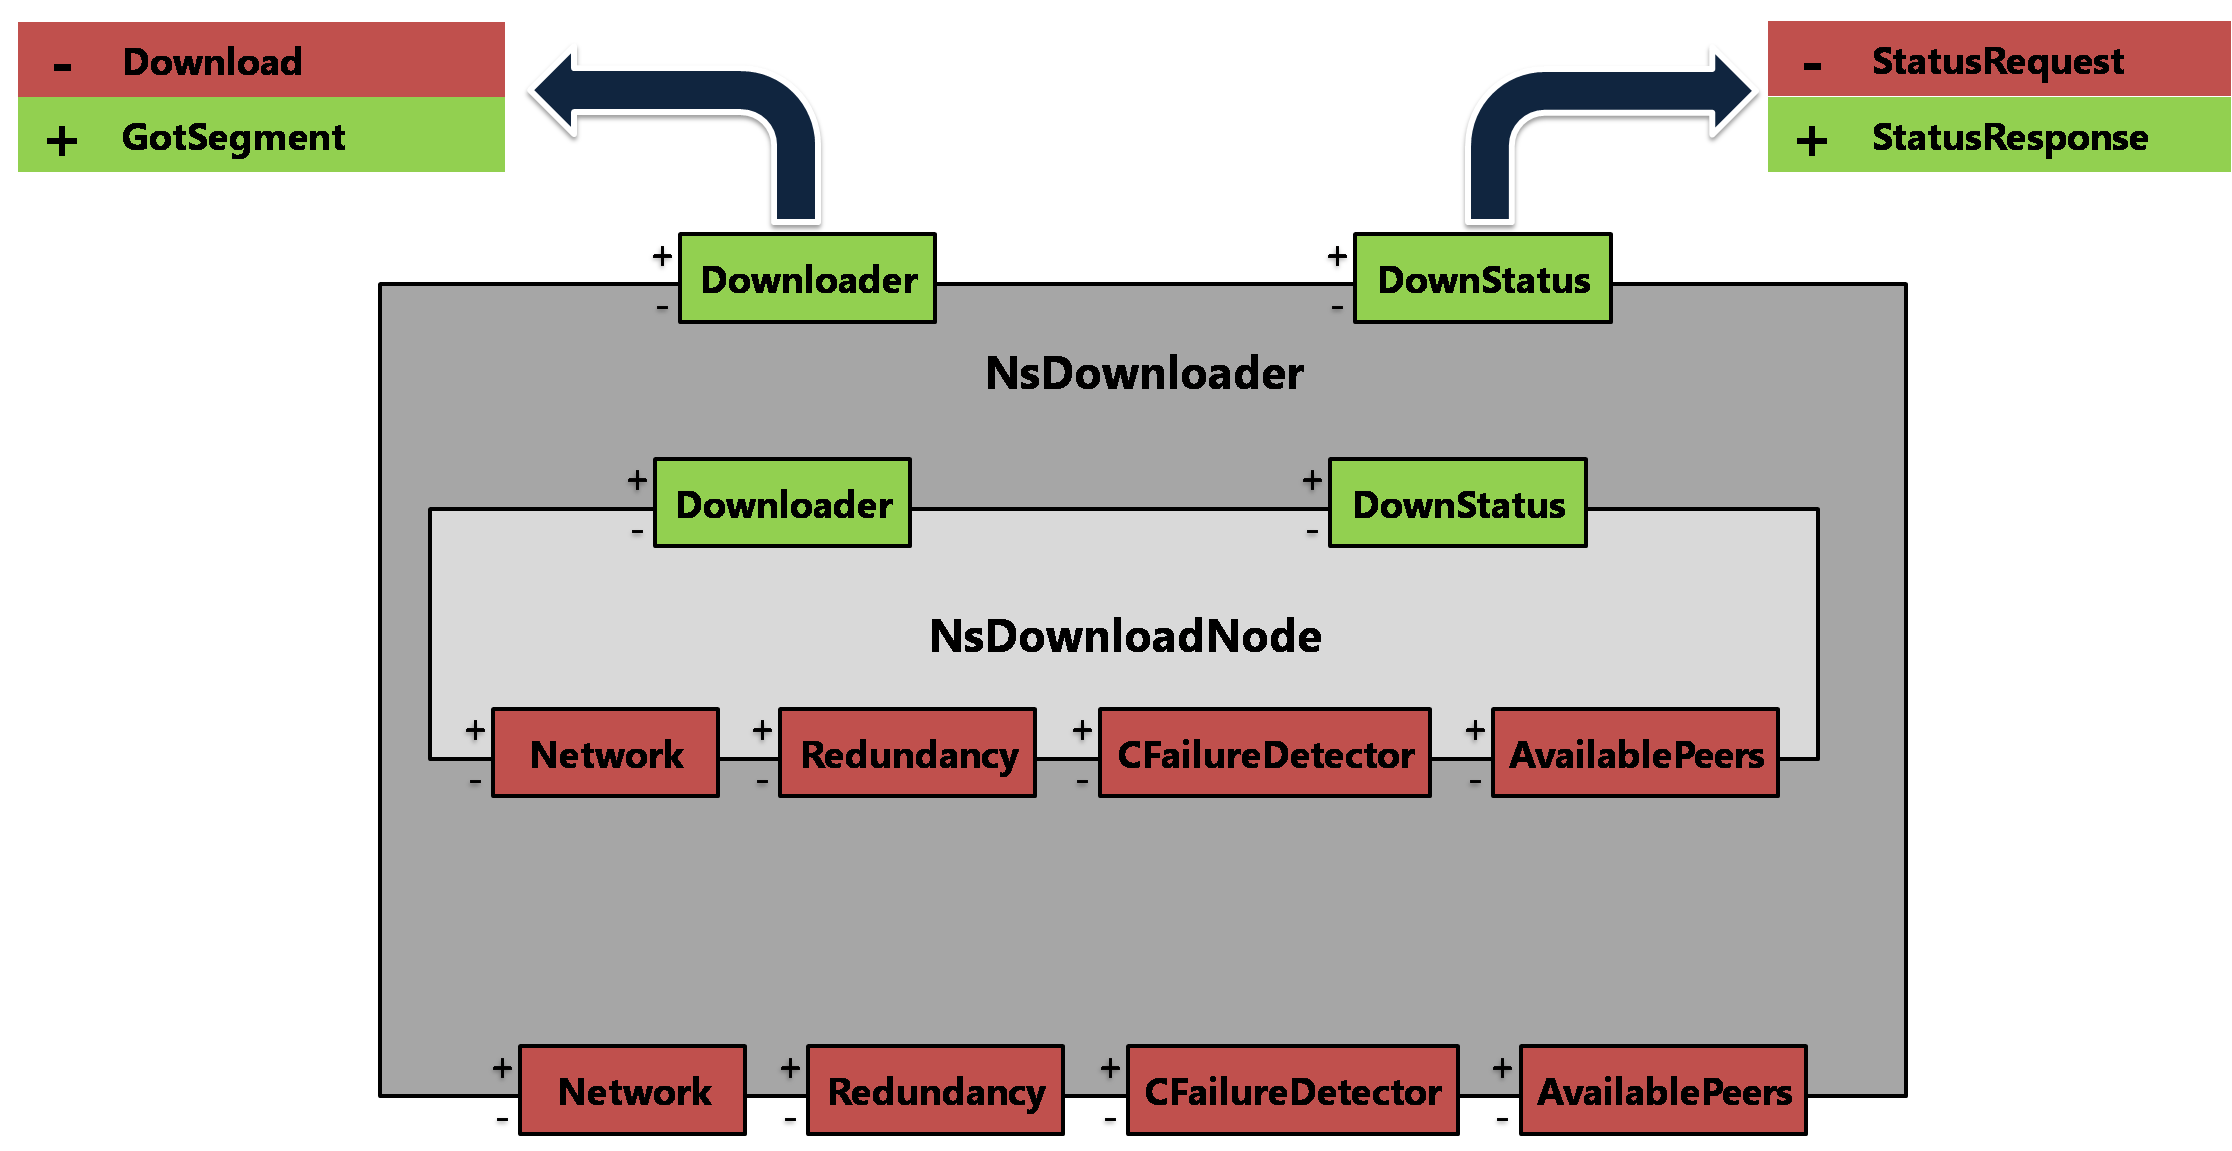 - Download
- StatusRequest
+ GotSegment
+ StatusResponse
+ Downloader
-
+ DownStatus
-
NsDownloader
+ Downloader
-
+ DownStatus
-
NsDownloadNode
+ Network
-
+ Redundancy
-
+ CFailureDetector
-
+ AvailablePeers
-
+ Network
-
+ Redundancy
-
+ CFailureDetector
-
+ AvailablePeers
-